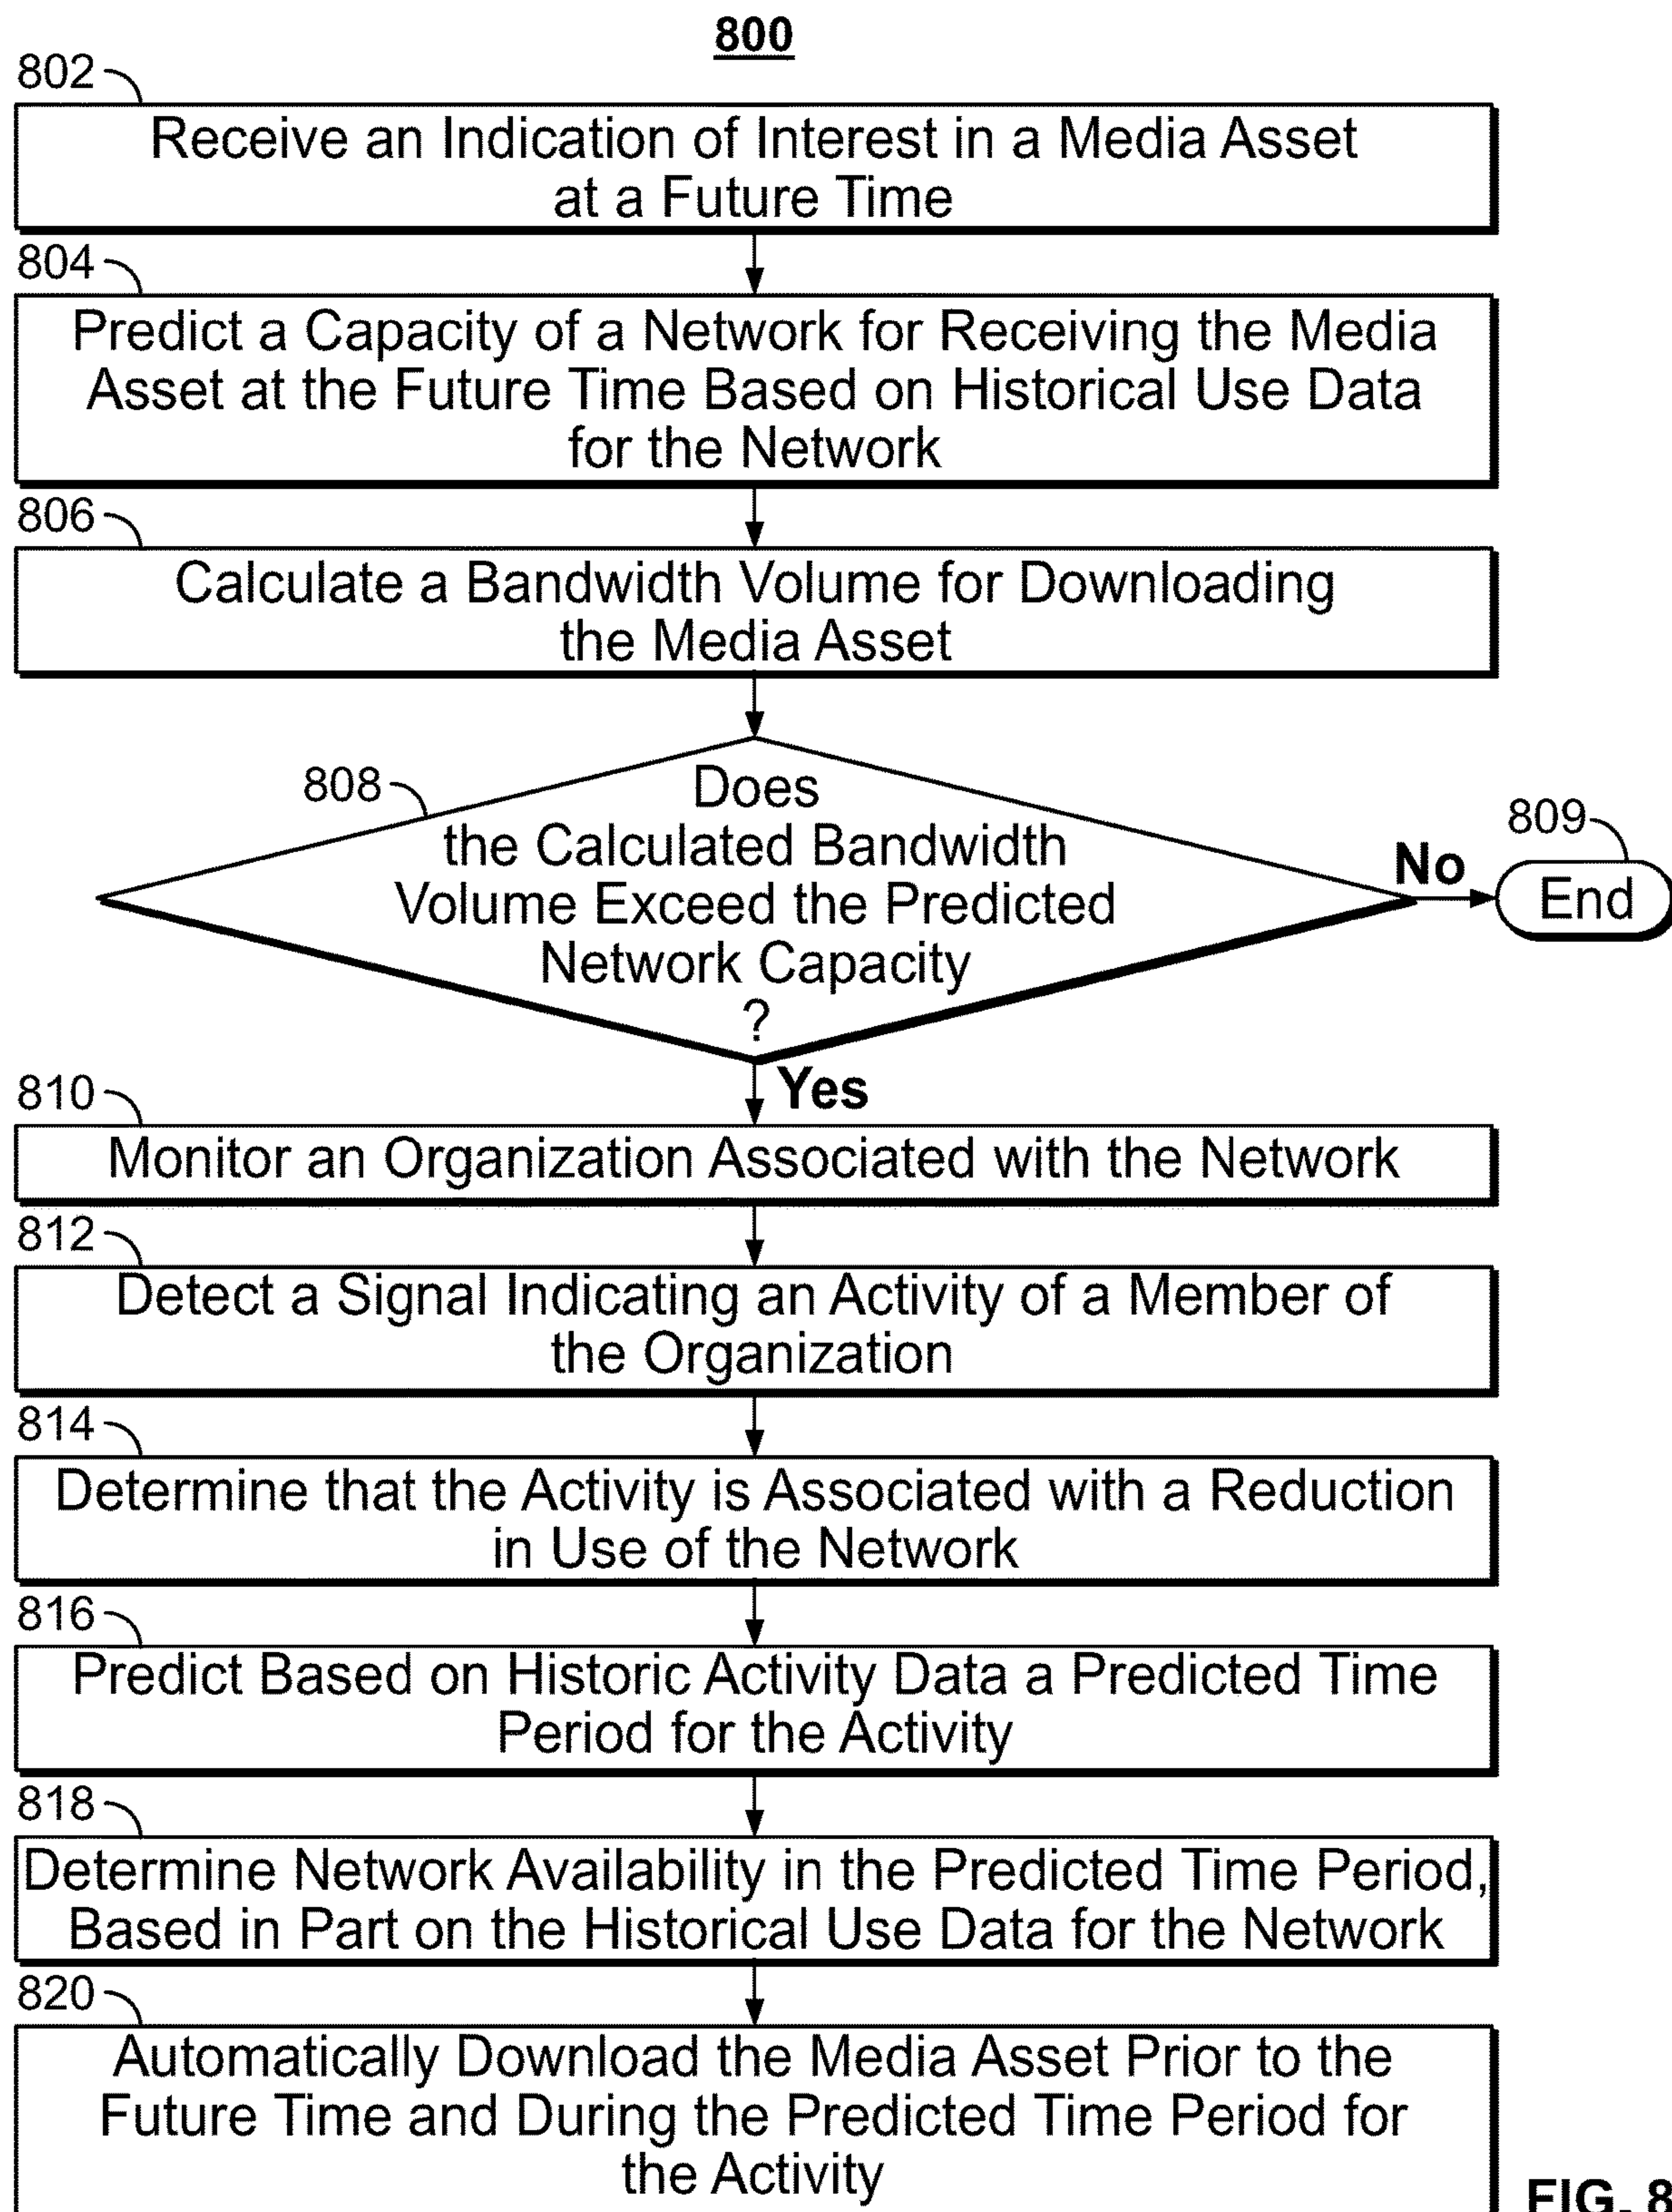 800
802
Receive an Indication of Interest in a Media Asset
at a Future Time
804
Predict a Capacity of a Network for Receiving the Media
Asset at the Future Time Based on Historical Use Data
for the Network
806
Calculate a Bandwidth Volume for Downloading
the Media Asset
808
Does
the Calculated Bandwidth
Volume Exceed the Predicted
Network Capacity
?
No
809
End
Yes
810
Monitor an Organization Associated with the Network
812
Detect a Signal Indicating an Activity of a Member of
the Organization
814
Determine that the Activity is Associated with a Reduction
in Use of the Network
816
Predict Based on Historic Activity Data a Predicted Time
Period for the Activity
818
Determine Network Availability in the Predicted Time Period,
Based in Part on the Historical Use Data for the Network
820
Automatically Download the Media Asset Prior to the
Future Time and During the Predicted Time Period for
the Activity
FIG. 8